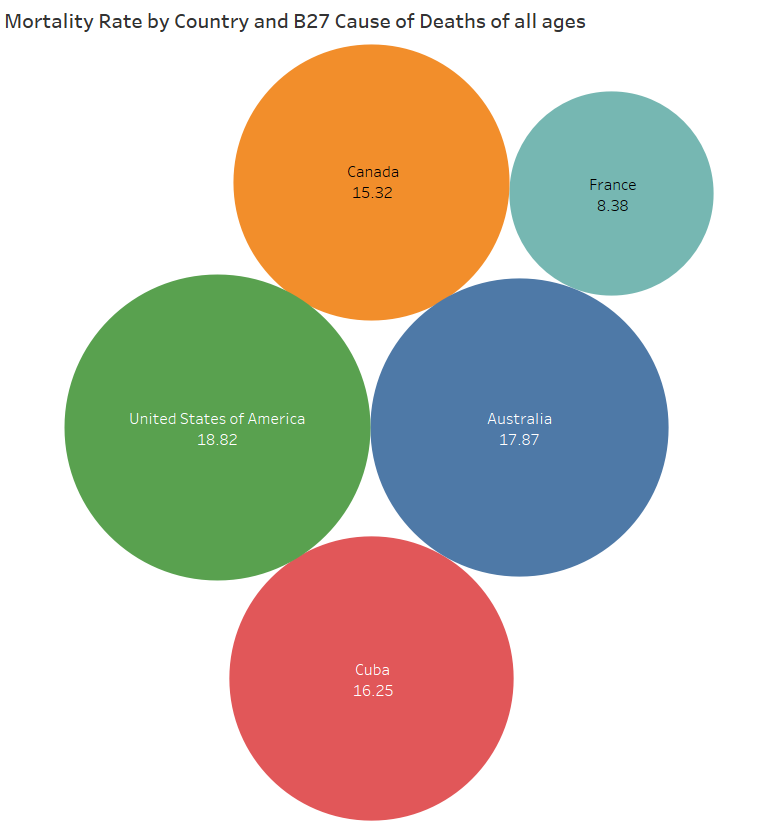 Mortality Rate by Country and B27 Cause of Deaths of all ages
Canada
15.32
France
8.38
United States of America
18.82
Australia
17.87
Cuba
16.25